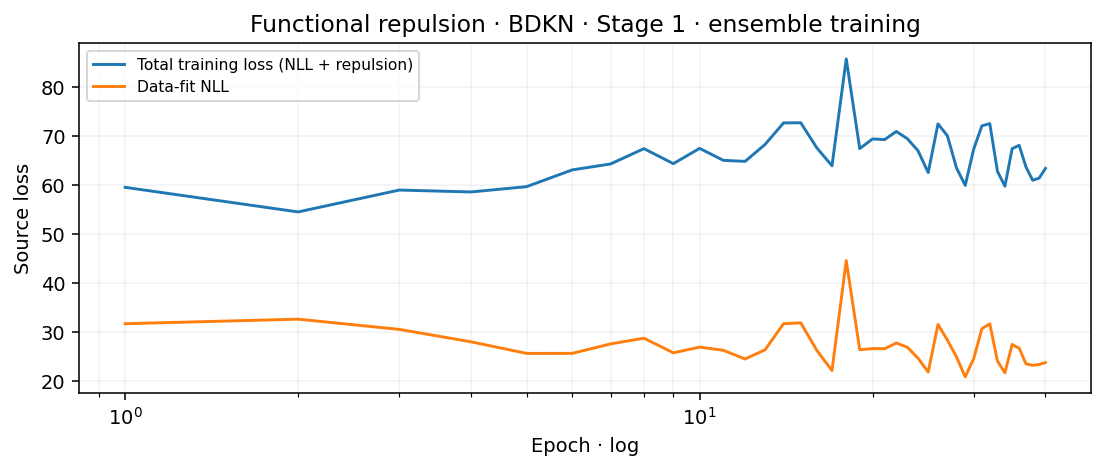 Functional repulsion · BDKN · Stage 1 · ensemble training
Total training loss (NLL + repulsion)
Data-fit NLL
Source loss
80
70
60
50
40
30
20
10⁰
10¹
Epoch · log